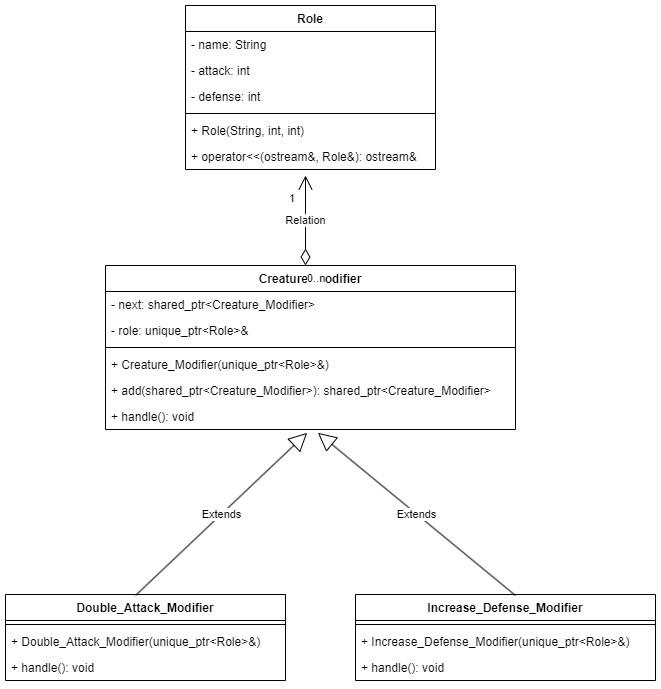 Role
- name: String
- attack: int
- defense: int
+ Role(String, int, int)
+ operator<<(ostream&, Role&): ostream&
1
Relation
Creature0..nodifier
- next: shared_ptr<Creature_Modifier>
- role: unique_ptr<Role>&
+ Creature_Modifier(unique_ptr<Role>&)
+ add(shared_ptr<Creature_Modifier>): shared_ptr<Creature_Modifier>
+ handle(): void
Extends
Extends
Double_Attack_Modifier
+ Double_Attack_Modifier(unique_ptr<Role>&)
+ handle(): void
Increase_Defense_Modifier
+ Increase_Defense_Modifier(unique_ptr<Role>&)
+ handle(): void